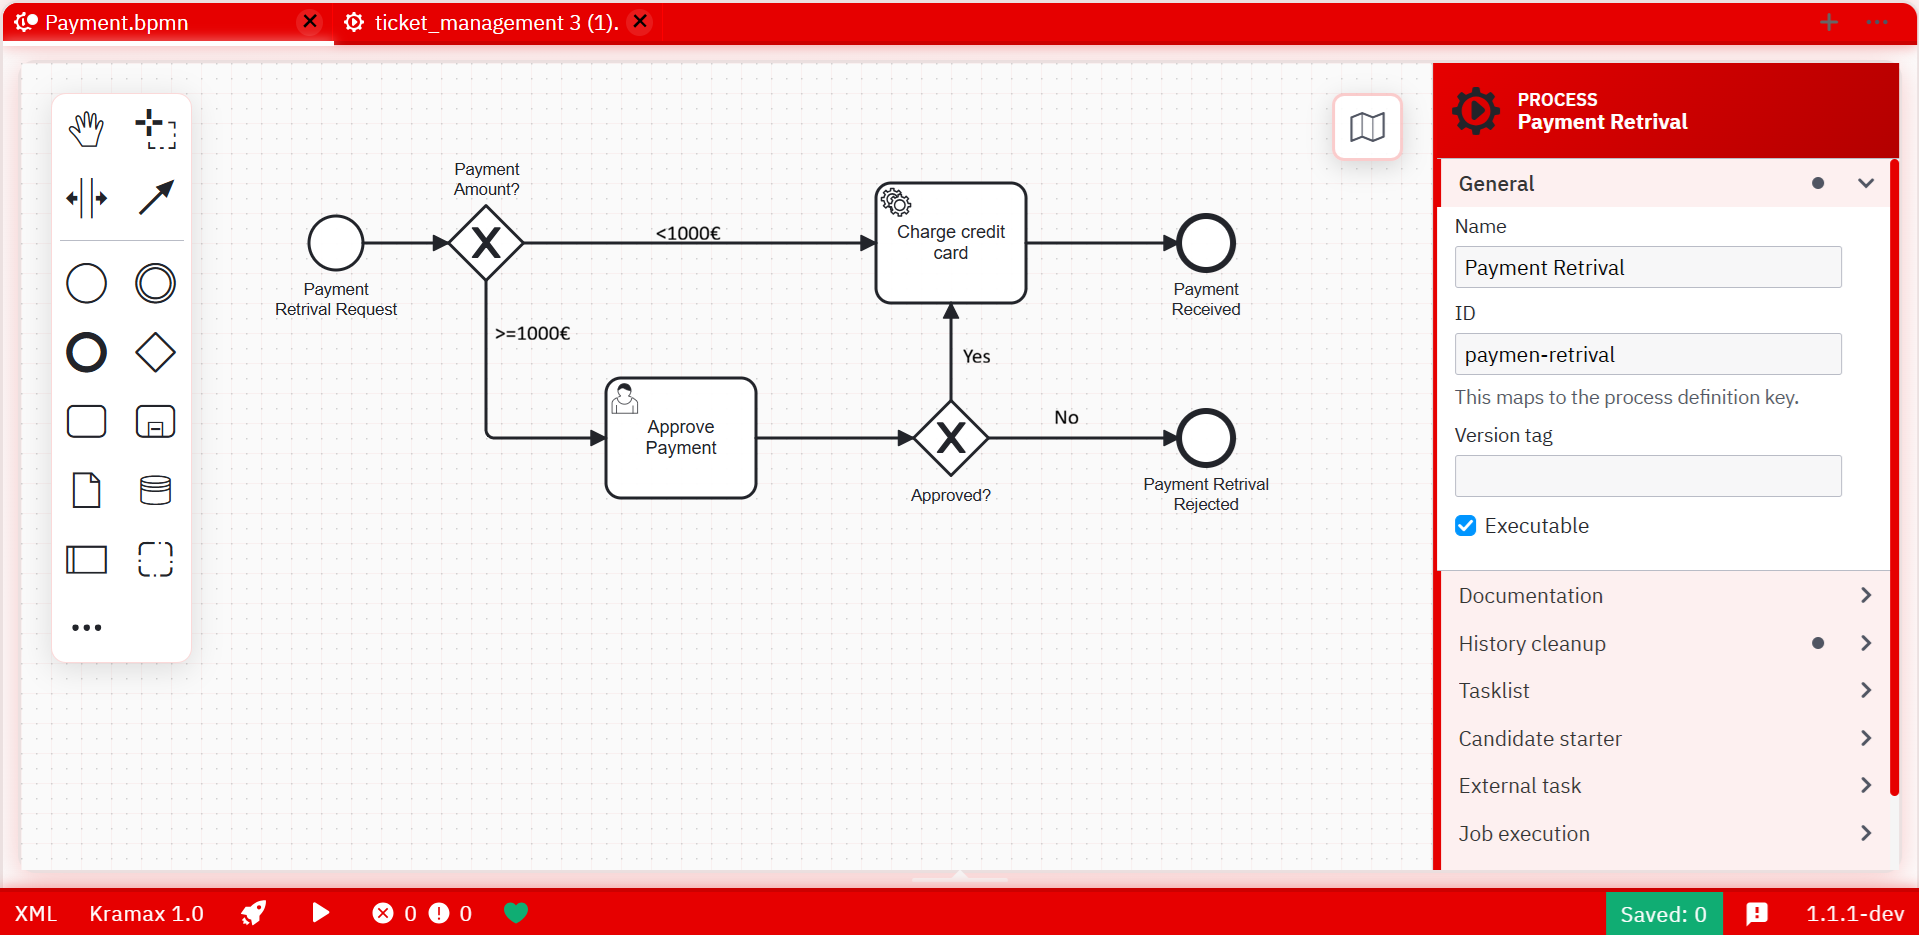 Payment.bpmn
ticket_management 3 (1).
PROCESS
Payment Retrival
General
Name
Payment Retrival
ID
paymen-retrival
This maps to the process definition key.
Version tag
Executable
Documentation
History cleanup
Tasklist
Candidate starter
External task
Job execution
Payment
Amount?
<1000€
Charge credit
card
Payment
Retrival Request
Payment
Received
>=1000€
Yes
Approve
Payment
No
Approved?
Payment Retrival
Rejected
XML
Kramax 1.0
0
0
Saved: 0
1.1.1-dev